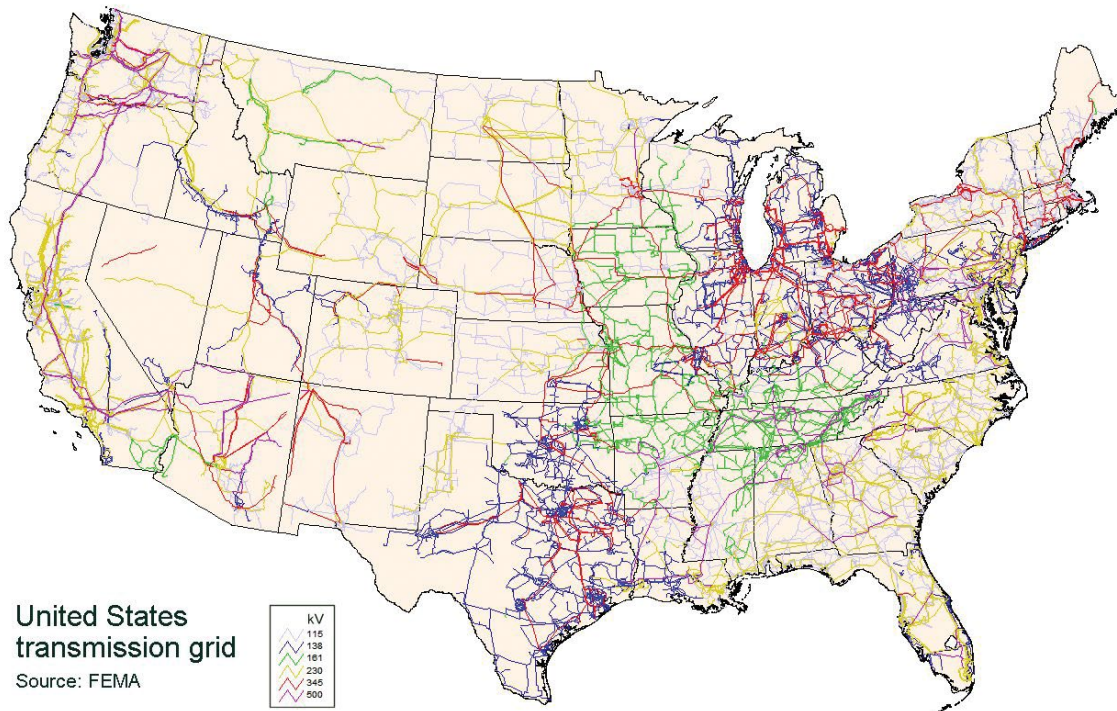 United States
transmission grid
Source: FEMA
kV
115
138
161
230
345
500